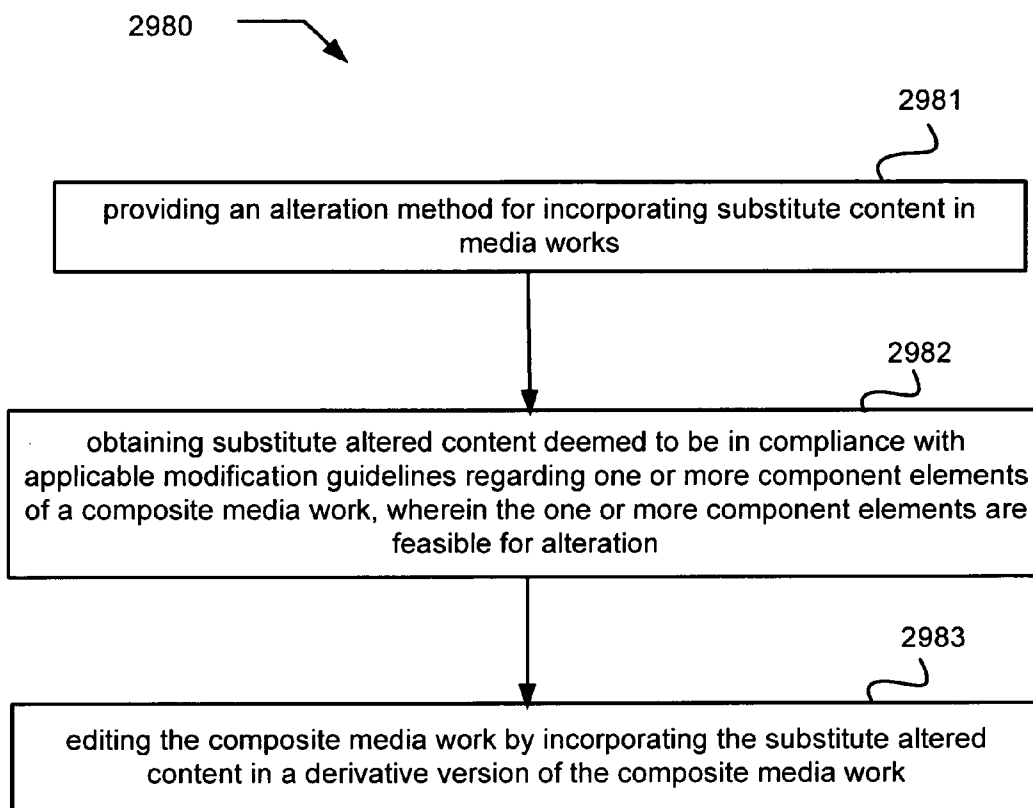 2980
2981
providing an alteration method for incorporating substitute content in
media works
2982
obtaining substitute altered content deemed to be in compliance with
applicable modification guidelines regarding one or more component elements
of a composite media work, wherein the one or more component elements are
feasible for alteration
2983
editing the composite media work by incorporating the substitute altered
content in a derivative version of the composite media work